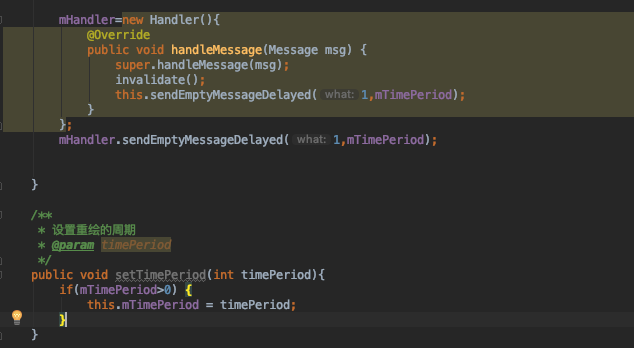 mHandler=new Handler(){
@Override
public void handleMessage(Message msg) {
super.handleMessage(msg);
invalidate();
this.sendEmptyMessageDelayed( what: 1,mTimePeriod);
}
};
mHandler.sendEmptyMessageDelayed( what: 1,mTimePeriod);
}
/**
* 设置重绘的周期
* @param timePeriod
*/
public void setTimePeriod(int timePeriod){
if(mTimePeriod>0) {
this.mTimePeriod = timePeriod;
}
}